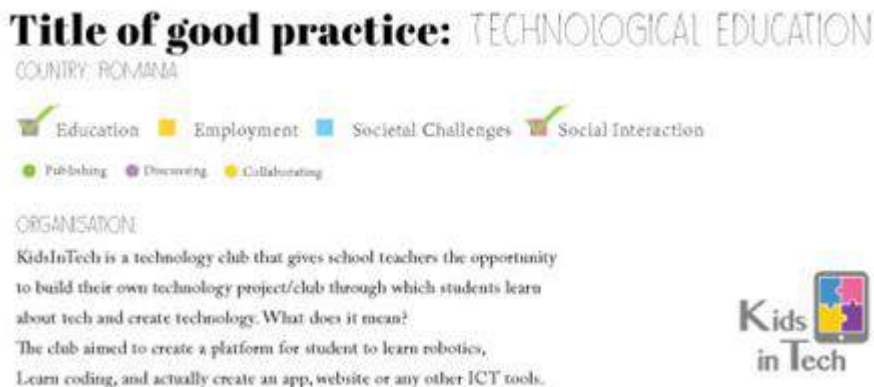 Title of good practice: TECHNOLOGICAL EDUCATION
COUNTRY: ROMANIA
Education Employment Societal Challenges Social Interaction
Publishing Discussing Collaborating
ORGANISATION:
KidsInTech is a technology club that gives school teachers the opportunity
to build their own technology project/club through which students learn
about tech and create technology. What does it mean?
The club aimed to create a platform for student to learn robotics,
Learn coding, and actually create an app, website or any other ICT tools.
Kids
in Tech